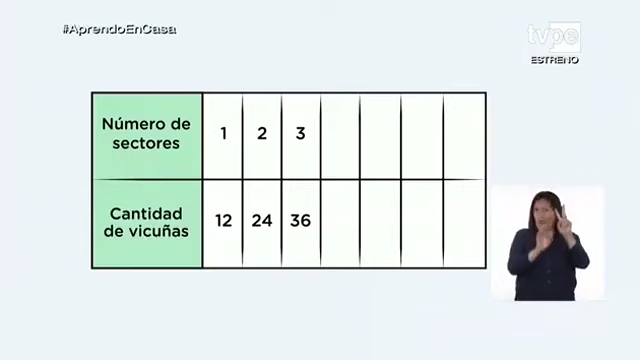 #AprendoEnCasa
tvpe
ESTRENO
Número de
sectores
1
2
3
Cantidad
de vicuñas
12
24
36